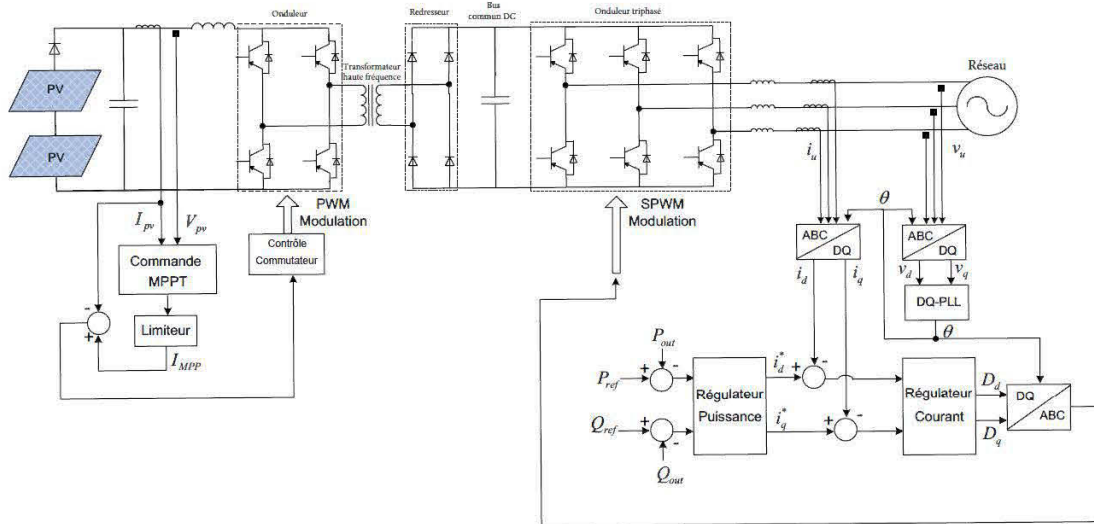 Onduleur
Redresseur
Bus
commun DC
Onduleur triphasé
Transformateur
haute fréquence
Réseau
PV
PV
i_u
v_u
I_pv
V_pv
PWM
Modulation
SPWM
Modulation
θ
Contrôle
Commutateur
ABC
DQ
ABC
DQ
Commande
MPPT
i_d
i_q
v_d
v_q
DQ-PLL
-
+
Limiteur
I_MPP
θ
P_out
P_ref
+
-
Régulateur
Puissance
i_d^*
+
-
Régulateur
Courant
D_d
DQ
ABC
Q_ref
+
-
i_q^*
+
-
D_q
Q_out